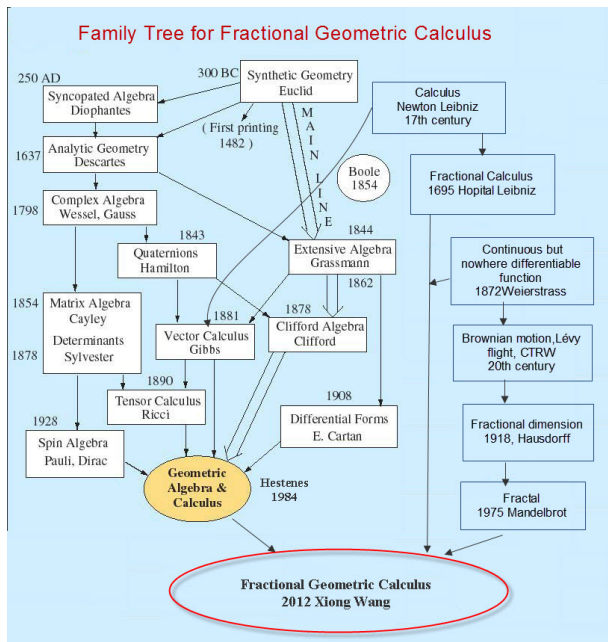 Family Tree for Fractional Geometric Calculus
250 AD
300 BC
Synthetic Geometry
Euclid
Syncopated Algebra
Diophantes
( First printing
1482 )
MAIN LINE
Calculus
Newton Leibniz
17th century
1637
Analytic Geometry
Descartes
Boole
1854
Fractional Calculus
1695 Hopital Leibniz
1798
Complex Algebra
Wessel, Gauss
1843
Quaternions
Hamilton
1844
Extensive Algebra
Grassmann
1862
Continuous but
nowhere differentiable
function
1872Weierstrass
1854
Matrix Algebra
Cayley
Determinants
Sylvester
1878
1881
Vector Calculus
Gibbs
1878
Clifford Algebra
Clifford
Brownian motion,Lévy
flight, CTRW
20th century
1890
Tensor Calculus
Ricci
1908
Differential Forms
E. Cartan
Fractional dimension
1918, Hausdorff
1928
Spin Algebra
Pauli, Dirac
Geometric
Algebra &
Calculus
Hestenes
1984
Fractal
1975 Mandelbrot
Fractional Geometric Calculus
2012 Xiong Wang